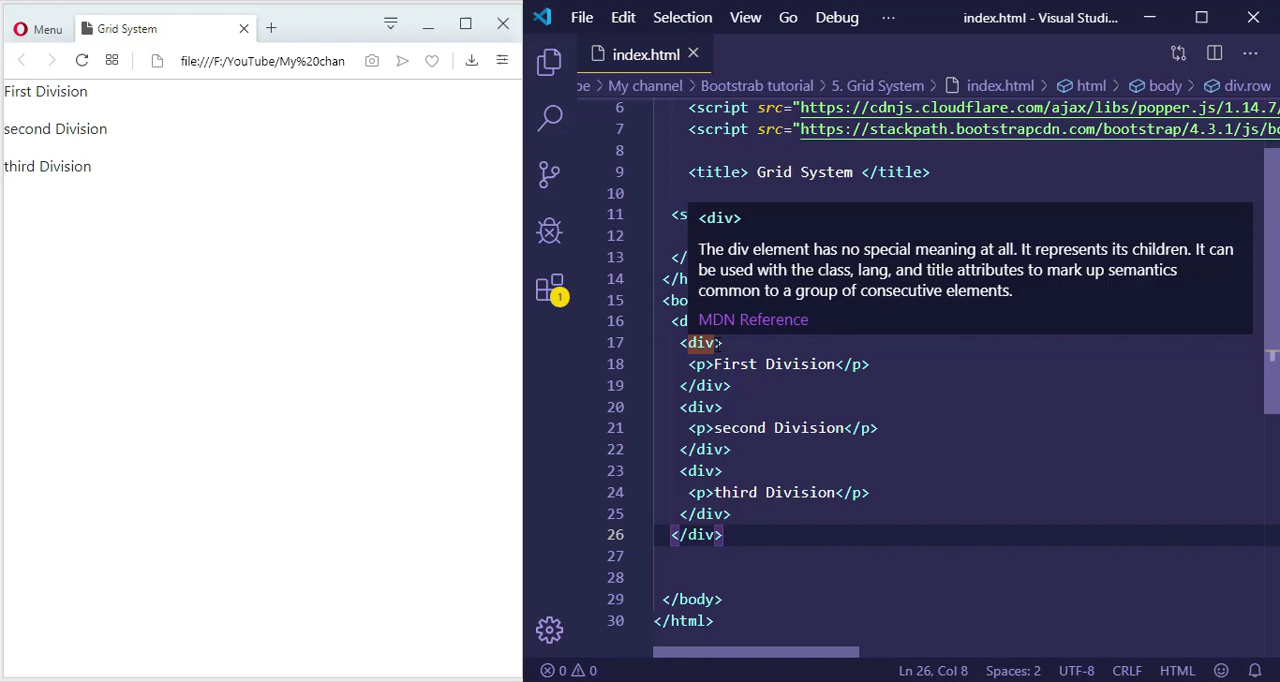 Menu
Grid System
file:///F:/YouTube/My%20chan
First Division
second Division
third Division
File Edit Selection View Go Debug ··· index.html - Visual Studi...
index.html
My channel > Bootstrab tutorial > 5. Grid System > index.html > html > body > div.row
6 <script src="https://cdnjs.cloudflare.com/ajax/libs/popper.js/1.14.7/
7 <script src="https://stackpath.bootstrapcdn.com/bootstrap/4.3.1/js/bo
8
9 <title> Grid System </title>
10
11 <s
12
13 </
14 </h
15 <bo
16 <d
<div>
The div element has no special meaning at all. It represents its children. It can
be used with the class, lang, and title attributes to mark up semantics
common to a group of consecutive elements.
MDN Reference
17 <div>
18 <p>First Division</p>
19 </div>
20 <div>
21 <p>second Division</p>
22 </div>
23 <div>
24 <p>third Division</p>
25 </div>
26 </div>
27
28
29 </body>
30 </html>
1
0 0 Ln 26, Col 8 Spaces: 2 UTF-8 CRLF HTML